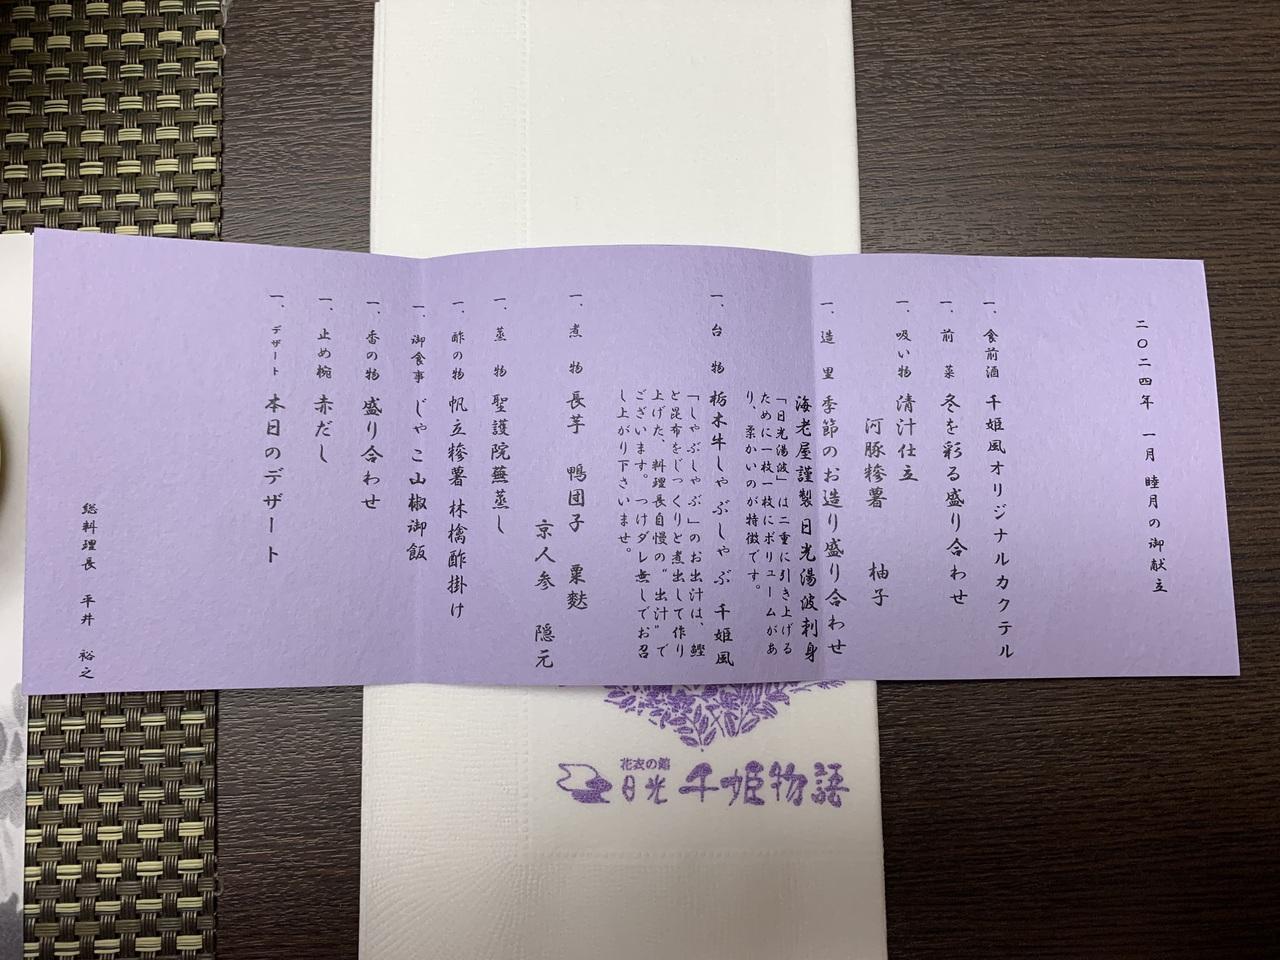 二〇二四年　一月　睦月の御献立
一、食前酒　千姫風オリジナルカクテル
一、前　菜　冬を彩る盛り合わせ
一、吸い物　清汁仕立
河豚糝薯　　柚子
一、造　里　季節のお造り盛り合わせ
海老屋謹製　日光湯波刺身
「日光湯波」は二重に引き上げる
ために一枚一枚にボリュームがあ
り、柔かいのが特徴です。
一、台　物　栃木牛しゃぶしゃぶ　千姫風
「しゃぶしゃぶ」のお出汁は、鰹
と昆布をじっくりと煮出して作り
上げた、料理長自慢の〝出汁〟で
ございます。つけダレ無しでお召
し上がり下さいませ。
一、煮　物　長芋　鴨団子　粟麩
京人参　隠元
一、蒸　物　聖護院蕪蒸し
一、酢の物　帆立糝薯　林檎酢掛け
一、御食事　じゃこ山椒御飯
一、香の物　盛り合わせ
一、止め椀　赤だし
一、デザート　本日のデザート
総料理長　平井　裕之
花衣の館
日光　千姫物語